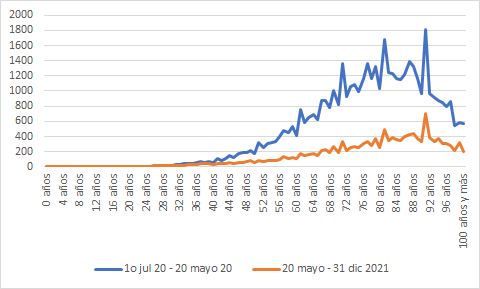 2000
1800
1600
1400
1200
1000
800
600
400
200
0
0 años
4 años
8 años
12 años
16 años
20 años
24 años
28 años
32 años
36 años
40 años
44 años
48 años
52 años
56 años
60 años
64 años
68 años
72 años
76 años
80 años
84 años
88 años
92 años
96 años
100 años y más
1o jul 20 - 20 mayo 20
20 mayo - 31 dic 2021